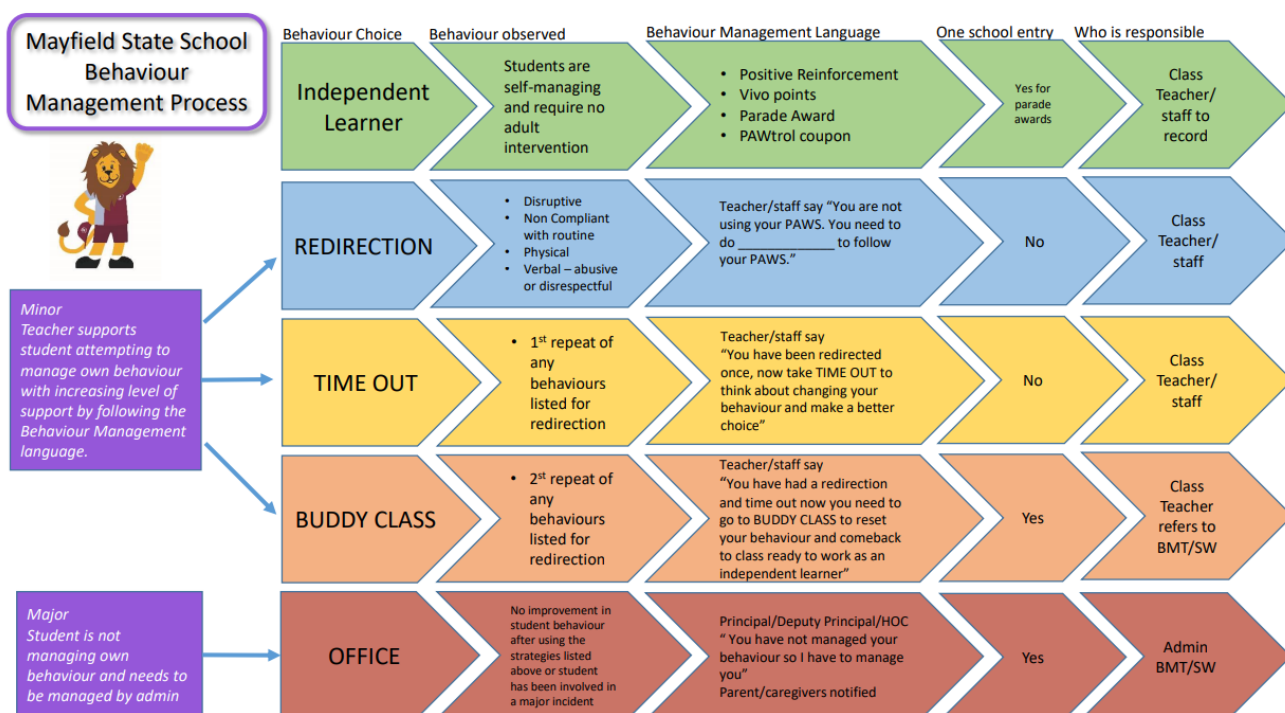 Mayfield State School
Behaviour
Management Process
Behaviour Choice
Behaviour observed
Behaviour Management Language
One school entry
Who is responsible
Independent
Learner
Students are
self-managing
and require no
adult
intervention
• Positive Reinforcement
• Vivo points
• Parade Award
• PAWtrol coupon
Yes for
parade
awards
Class
Teacher/
staff to
record
REDIRECTION
• Disruptive
• Non Compliant
with routine
• Physical
• Verbal – abusive
or disrespectful
Teacher/staff say “You are not
using your PAWS. You need to
do ______________ to follow
your PAWS.”
No
Class
Teacher/
staff
Minor
Teacher supports
student attempting to
manage own behaviour
with increasing level of
support by following the
Behaviour Management
language.
TIME OUT
• 1st repeat of
any
behaviours
listed for
redirection
Teacher/staff say
“You have been redirected
once, now take TIME OUT to
think about changing your
behaviour and make a better
choice”
No
Class
Teacher/
staff
BUDDY CLASS
• 2st repeat of
any
behaviours
listed for
redirection
Teacher/staff say
“You have had a redirection
and time out now you need to
go to BUDDY CLASS to reset
your behaviour and comeback
to class ready to work as an
independent learner”
Yes
Class
Teacher
refers to
BMT/SW
Major
Student is not
managing own
behaviour and needs to
be managed by admin
OFFICE
No improvement in
student behaviour
after using the
strategies listed
above or student
has been involved in
a major incident
Principal/Deputy Principal/HOC
“ You have not managed your
behaviour so I have to manage
you”
Parent/caregivers notified
Yes
Admin
BMT/SW